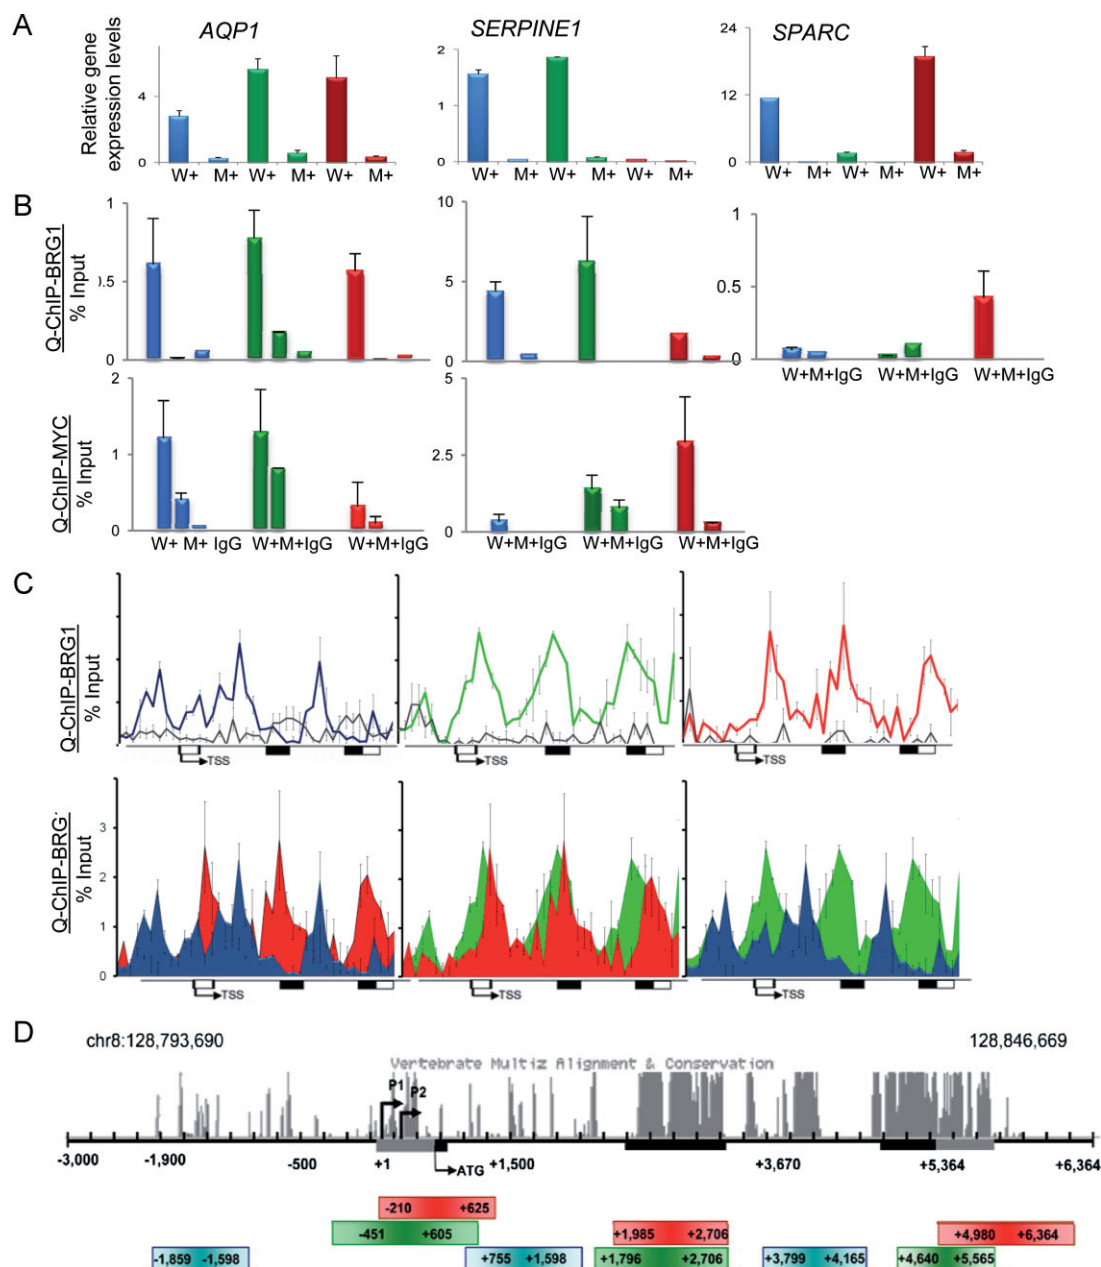 A
AQP1
SERPINE1
SPARC
Relative gene
expression levels
4
0
2
1
0
24
12
0
W+ M+ W+ M+ W+ M+
W+ M+ W+ M+ W+ M+
W+ M+ W+ M+ W+ M+
B
Q-ChIP-BRG1
% Input
1
0.5
0
10
5
0
1
0.5
0
W+M+IgG W+M+IgG W+M+IgG
Q-ChIP-MYC
% Input
2
1
0
5
2.5
0
W+ M+ IgG W+M+IgG W+M+IgG
W+M+IgG W+M+IgG W+M+IgG
C
Q-ChIP-BRG1
% Input
TSS
TSS
TSS
Q-ChIP-BRG
% Input
3
2
1
0
TSS
TSS
TSS
D
chr8:128,793,690
128,846,669
Vertebrate Multiz Alignment & Conservation
P1
P2
-3,000 -1,900 -500 +1 +1,500 +3,670 +5,364 +6,364
ATG
-210 +625
-451 +605
+1,985 +2,706
+4,980 +6,364
-1,859 -1,598
+755 +1,598
+1,796 +2,706
+3,799 +4,165
+4,640 +5,565